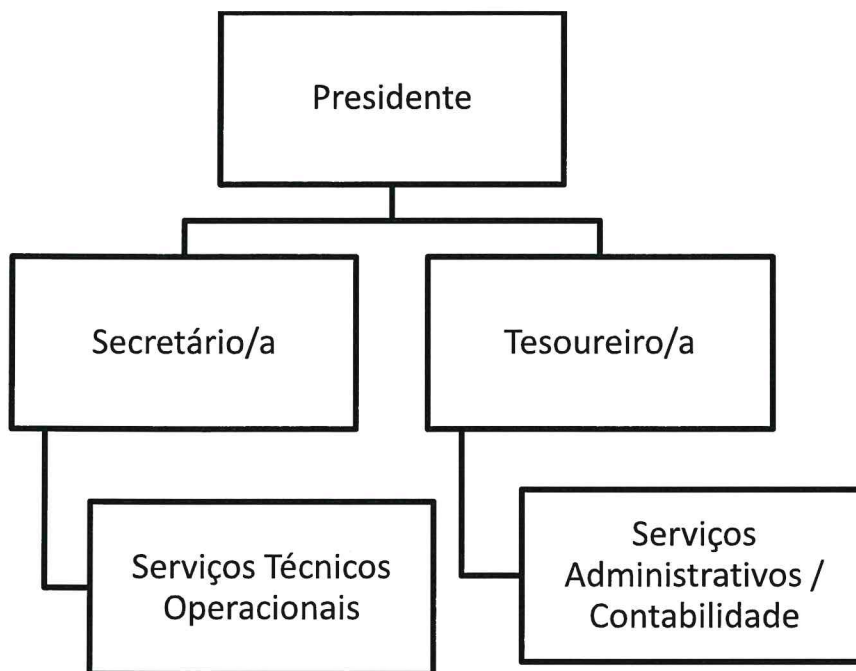 Presidente
Secretário/a
Tesoureiro/a
Serviços Técnicos
Operacionais
Serviços
Administrativos /
Contabilidade